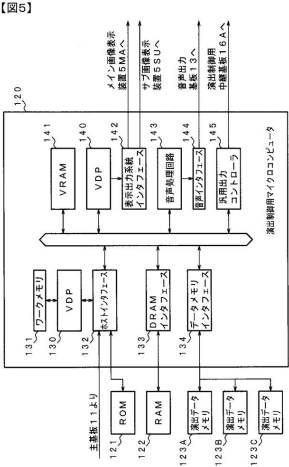 【図5】
メイン画像表示
装置5MAへ
サブ画像表示
装置5SUへ
音声出力
基板13へ
演出制御用
中継基板16Aへ
120
141
140
142
143
144
145
VRAM
VDP
表示出力系統
インタフェース
音声処理回路
音声インタフェース
汎用出力
コントローラ
演出制御用マイクロコンピュータ
ワークメモリ
VDP
ホストインタフェース
DRAM
インタフェース
データメモリ
インタフェース
131
130
132
133
134
主基板11より
ROM
RAM
演出データ
メモリ
演出データ
メモリ
演出データ
メモリ
121
122
123A
123B
123C